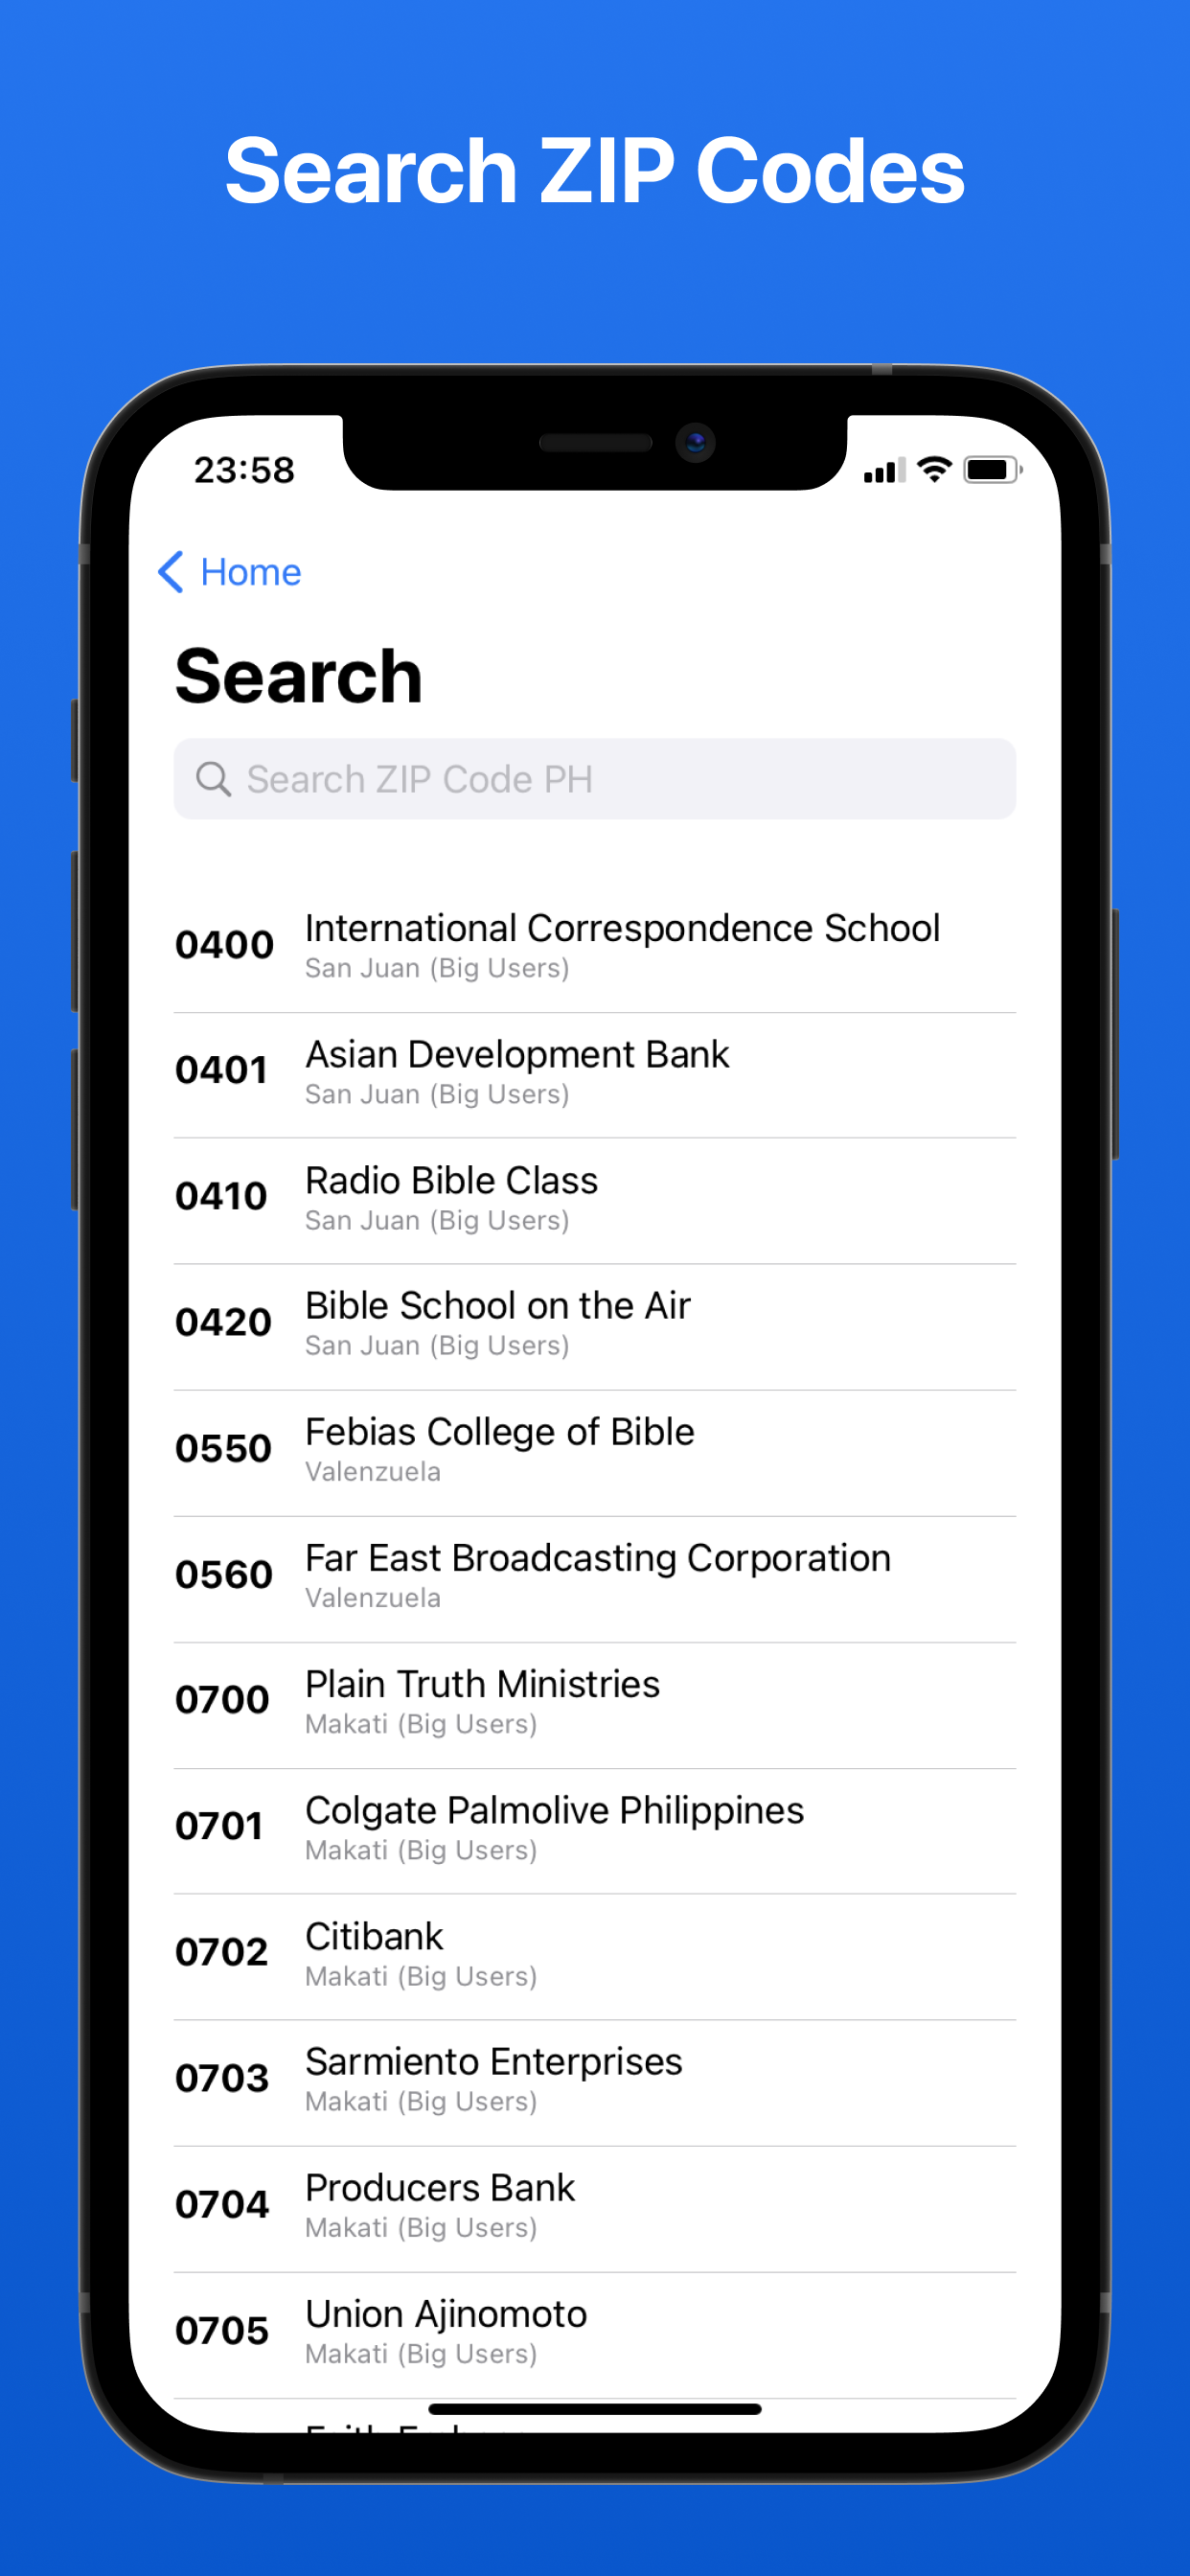 Search ZIP Codes
23:58
Home
Search
Search ZIP Code PH
0400 International Correspondence School
San Juan (Big Users)
0401 Asian Development Bank
San Juan (Big Users)
0410 Radio Bible Class
San Juan (Big Users)
0420 Bible School on the Air
San Juan (Big Users)
0550 Febias College of Bible
Valenzuela
0560 Far East Broadcasting Corporation
Valenzuela
0700 Plain Truth Ministries
Makati (Big Users)
0701 Colgate Palmolive Philippines
Makati (Big Users)
0702 Citibank
Makati (Big Users)
0703 Sarmiento Enterprises
Makati (Big Users)
0704 Producers Bank
Makati (Big Users)
0705 Union Ajinomoto
Makati (Big Users)